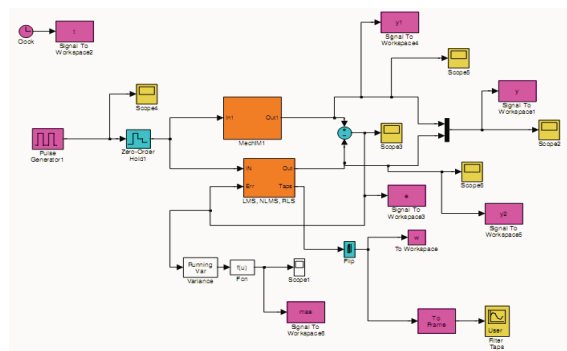 Clock
t
Signal To
Workspace2
y1
Signal To
Workspace4
Scope5
y
Signal To
Workspace1
Scope4
Scope2
Pulse
Generator1
Zero-Order
Hold1
In1
Out1
MechIM1
Scope3
IN
Out
Err
Taps
LMS, NLMS, RLS
Scope6
e
Signal To
Workspace3
y2
Signal To
Workspace5
Flip
w
To Workspace
Running
Var
Variance
f(u)
Fcn
Scope1
mse
Signal To
Workspace6
To
Frame
User
Filter
Taps